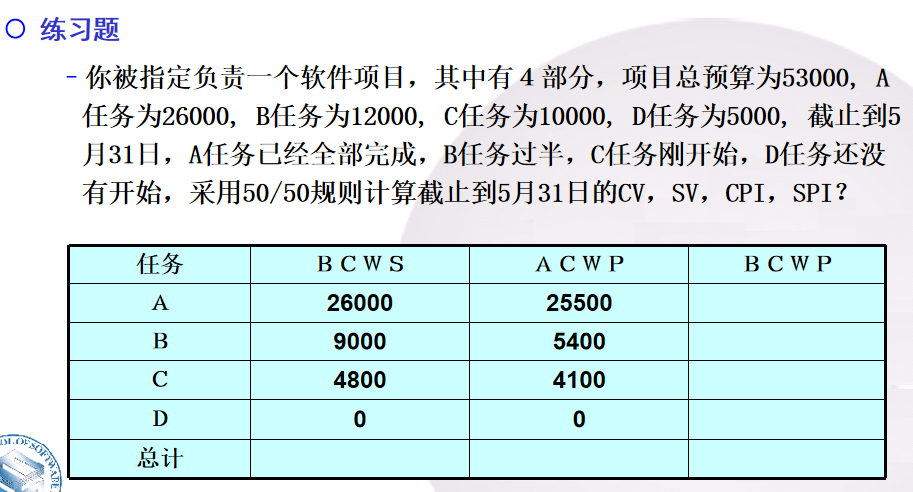 练习题
- 你被指定负责一个软件项目，其中有４部分，项目总预算为53000, A
任务为26000, B任务为12000, C任务为10000, D任务为5000, 截止到5
月31日，A任务已经全部完成，B任务过半，C任务刚开始，D任务还没
有开始，采用50/50规则计算截止到5月31日的CV，SV，CPI，SPI？
任务 ＢＣＷＳ ＡＣＷＰ ＢＣＷＰ
A 26000 25500
B 9000 5400
C 4800 4100
D 0 0
总计